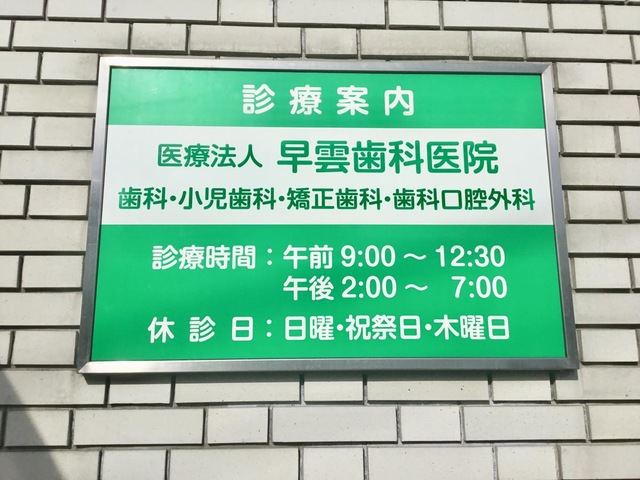 診療案内
医療法人 早雲歯科医院
歯科・小児歯科・矯正歯科・歯科口腔外科
診療時間：午前 9:00 〜 12:30
午後 2:00 〜 7:00
休診日：日曜・祝祭日・木曜日